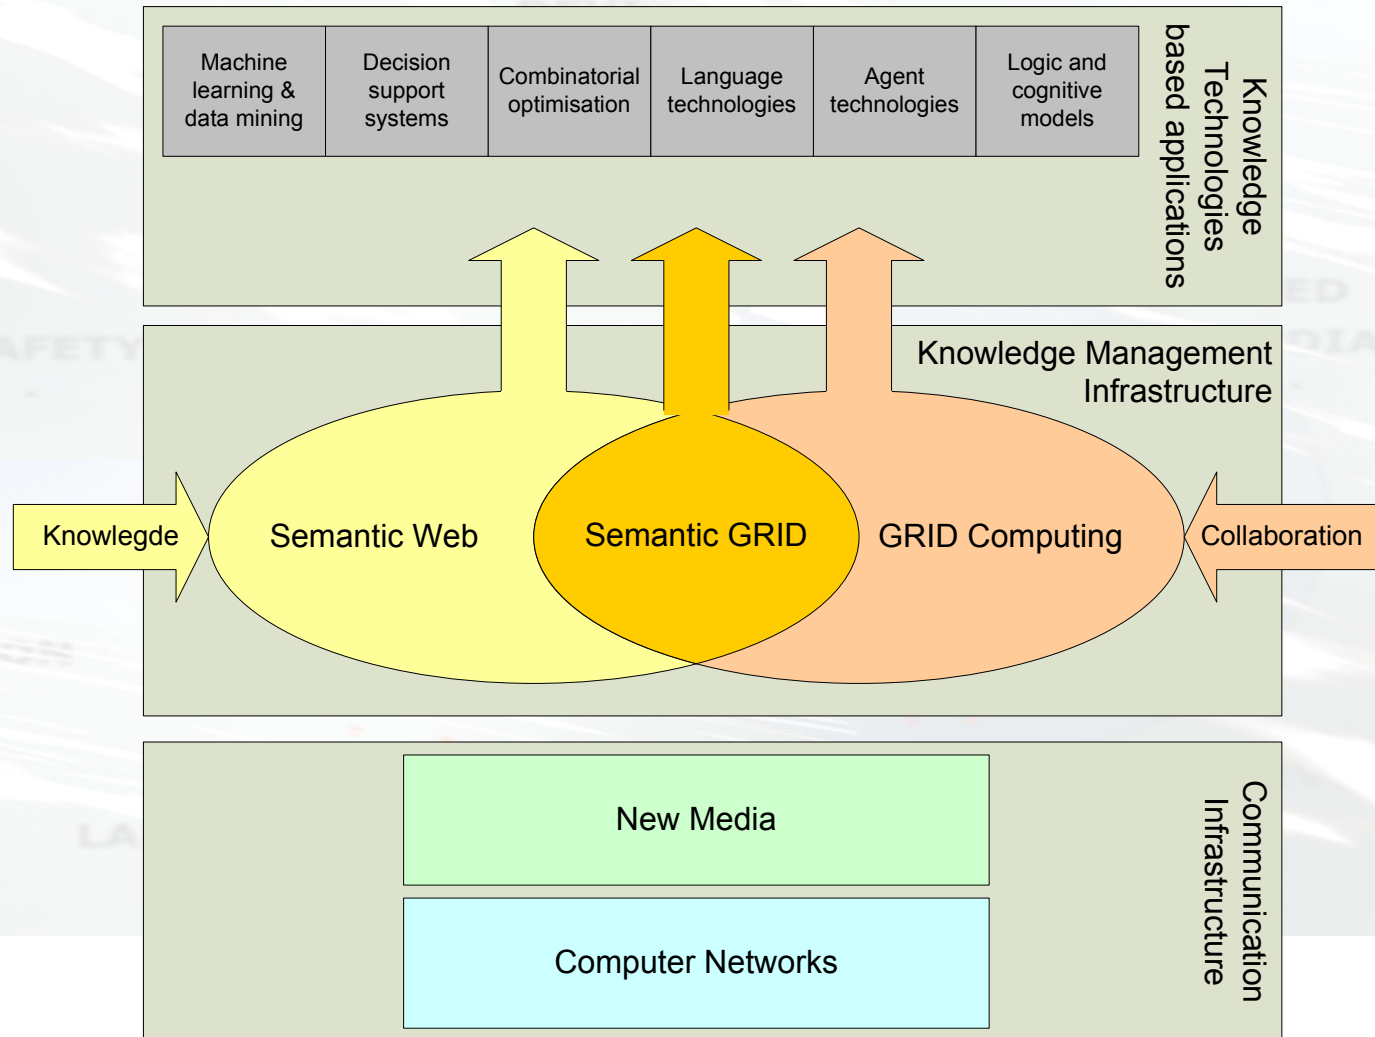 Machine
learning &
data mining
Decision
support
systems
Combinatorial
optimisation
Language
technologies
Agent
technologies
Logic and
cognitive
models
Knowledge
Technologies
based applications
Knowledge Management
Infrastructure
Knowlegde
Semantic Web
Semantic GRID
GRID Computing
Collaboration
New Media
Computer Networks
Communication
Infrastructure